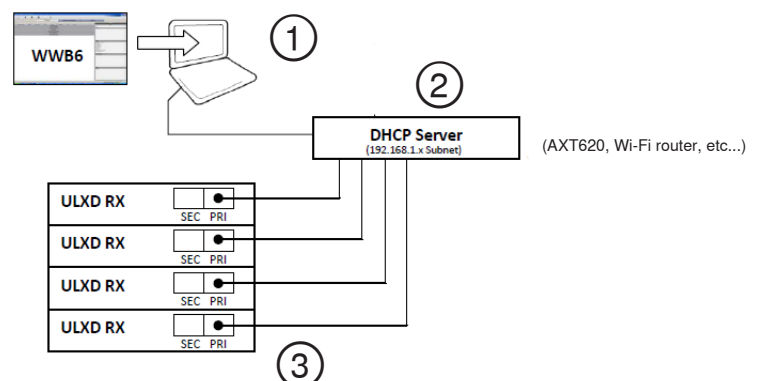 WWB6
1
2
DHCP Server
(192.168.1.x Subnet)
(AXT620, Wi-Fi router, etc...)
ULXD RX
SEC PRI
ULXD RX
SEC PRI
ULXD RX
SEC PRI
ULXD RX
SEC PRI
3